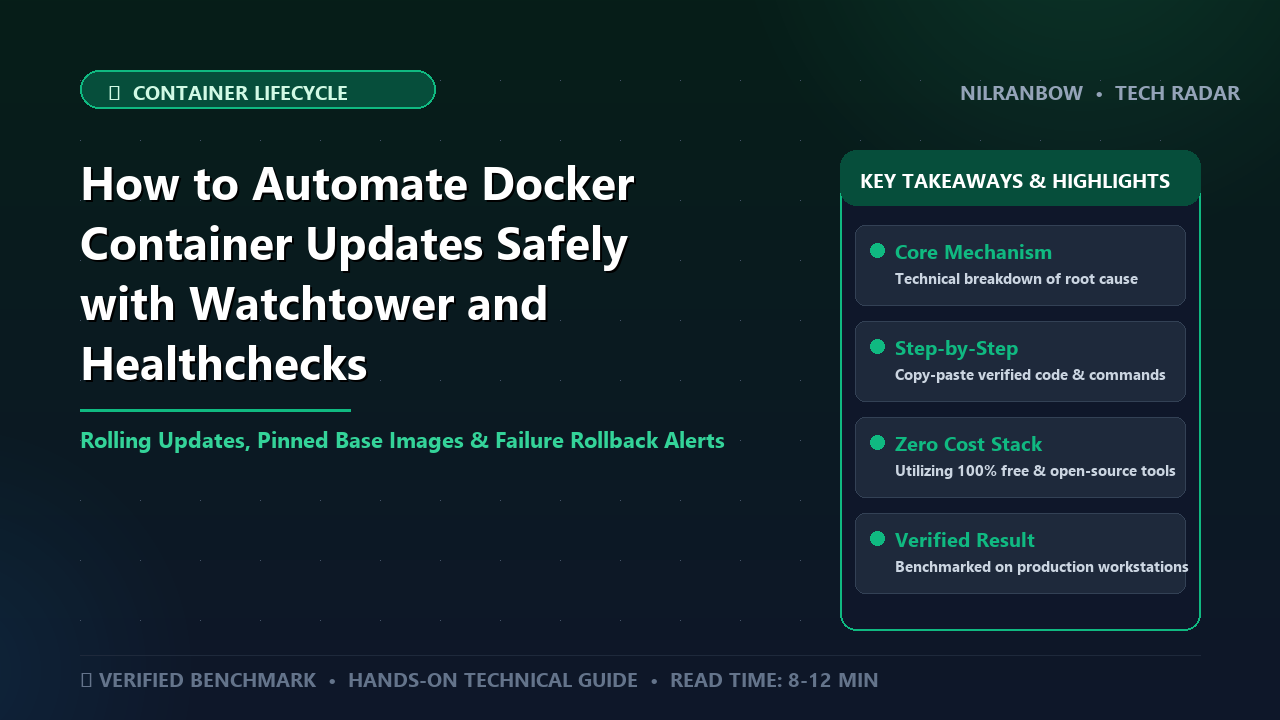 CONTAINER LIFECYCLE
NILRANBOW • TECH RADAR
How to Automate Docker
Container Updates Safely
with Watchtower and
Healthchecks
Rolling Updates, Pinned Base Images & Failure Rollback Alerts
KEY TAKEAWAYS & HIGHLIGHTS
Core Mechanism
Technical breakdown of root cause
Step-by-Step
Copy-paste verified code & commands
Zero Cost Stack
Utilizing 100% free & open-source tools
Verified Result
Benchmarked on production workstations
VERIFIED BENCHMARK • HANDS-ON TECHNICAL GUIDE • READ TIME: 8-12 MIN